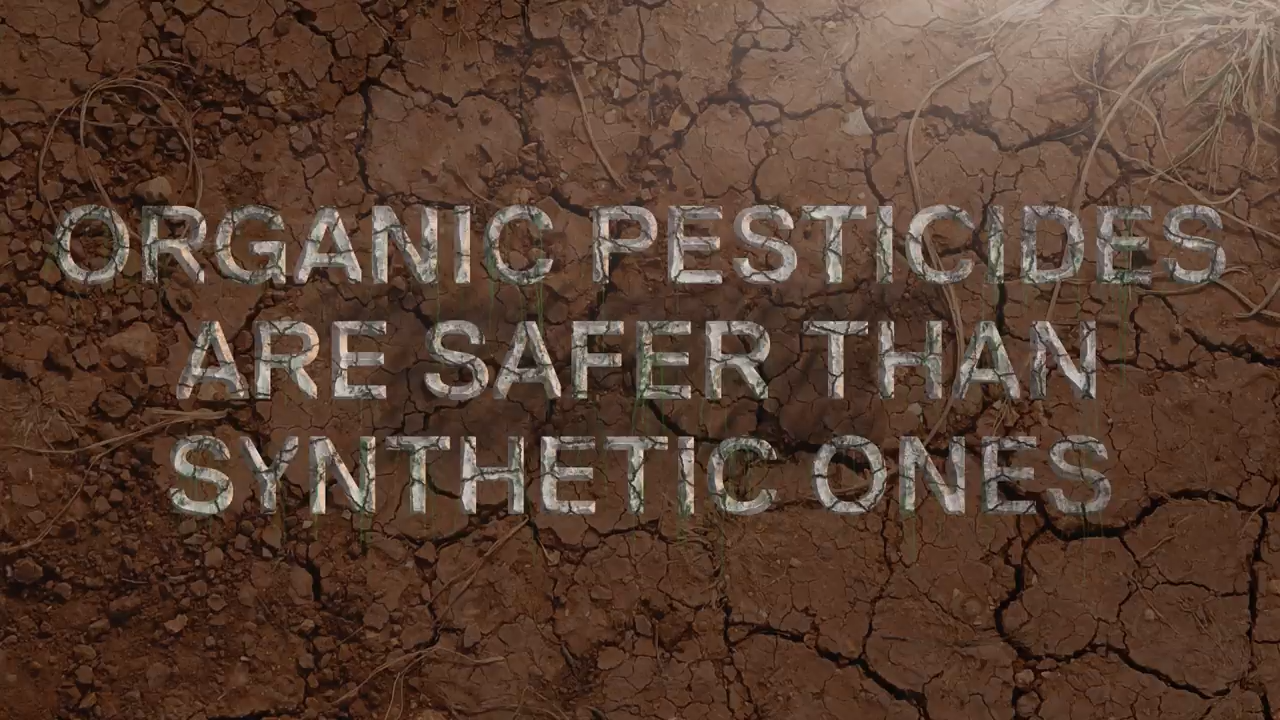 ORGANIC PESTICIDES
ARE SAFER THAN
SYNTHETIC ONES